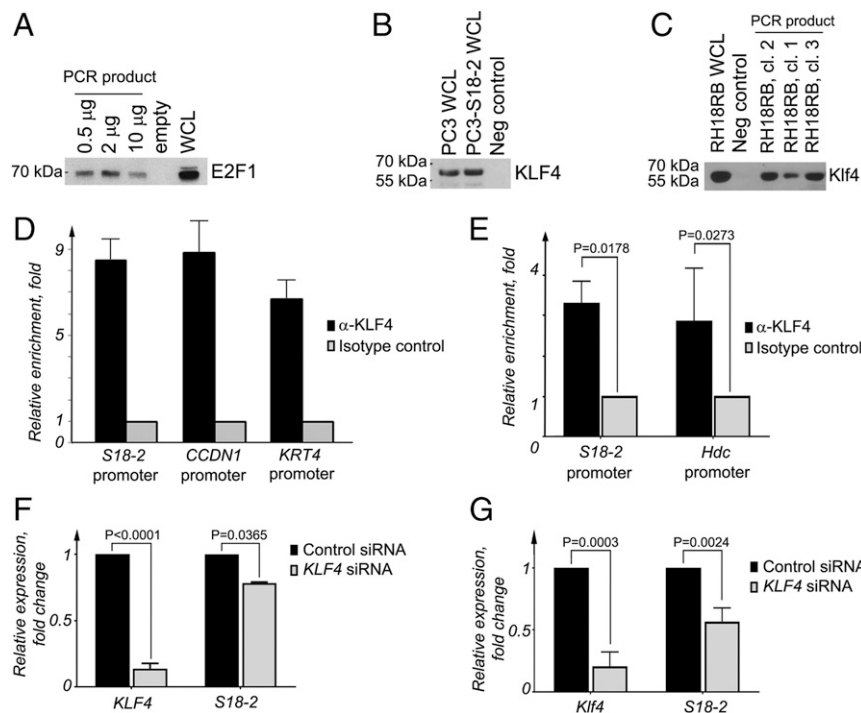 A
PCR product
0.5 μg
2 μg
10 μg
empty
WCL
70 kDa
E2F1
B
PC3 WCL
PC3-S18-2 WCL
Neg control
70 kDa
55 kDa
KLF4
C
PCR product
RH18RB WCL
Neg control
RH18RB, cl. 2
RH18RB, cl. 1
RH18RB, cl. 3
70 kDa
55 kDa
Klf4
D
Relative enrichment, fold
9
5
1
0
α-KLF4
Isotype control
S18-2 promoter
CCDN1 promoter
KRT4 promoter
E
Relative enrichment, fold
4
1
0
P=0.0178
P=0.0273
α-KLF4
Isotype control
S18-2 promoter
Hdc promoter
F
Relative expression, fold change
1
0.5
0
P<0.0001
P=0.0365
Control siRNA
KLF4 siRNA
KLF4
S18-2
G
Relative expression, fold change
1
0.5
0
P=0.0003
P=0.0024
Control siRNA
KLF4 siRNA
Klf4
S18-2